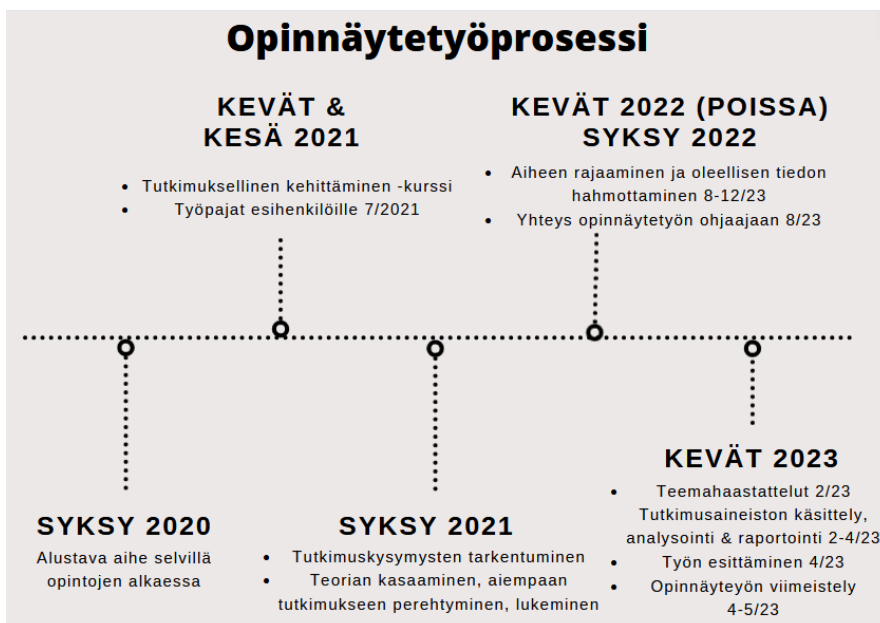 Opinnäytetyöprosessi
KEVÄT &
KESÄ 2021
• Tutkimuksellinen kehittäminen -kurssi
• Työpajat esihenkilöille 7/2021
KEVÄT 2022 (POISSA)
SYKSY 2022
• Aiheen rajaaminen ja oleellisen tiedon
hahmottaminen 8-12/23
• Yhteys opinnäytetyön ohjaajaan 8/23
SYKSY 2020
Alustava aihe selvillä
opintojen alkaessa
SYKSY 2021
• Tutkimuskysymysten tarkentuminen
• Teorian kasaaminen, aiempaan
tutkimukseen perehtyminen, lukeminen
KEVÄT 2023
• Teemahaastattelut 2/23
Tutkimusaineiston käsittely,
analysointi & raportointi 2-4/23
• Työn esittäminen 4/23
• Opinnäyteyön viimeistely
4-5/23